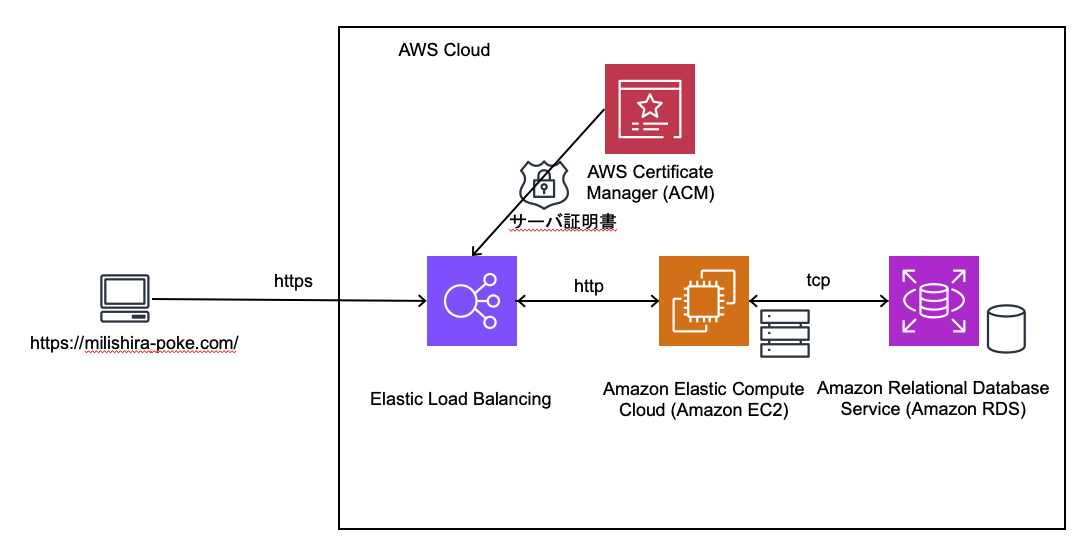 AWS Cloud
AWS Certificate
Manager (ACM)
サーバ証明書
https
http
tcp
https://milishira-poke.com/
Elastic Load Balancing
Amazon Elastic Compute
Cloud (Amazon EC2)
Amazon Relational Database
Service (Amazon RDS)